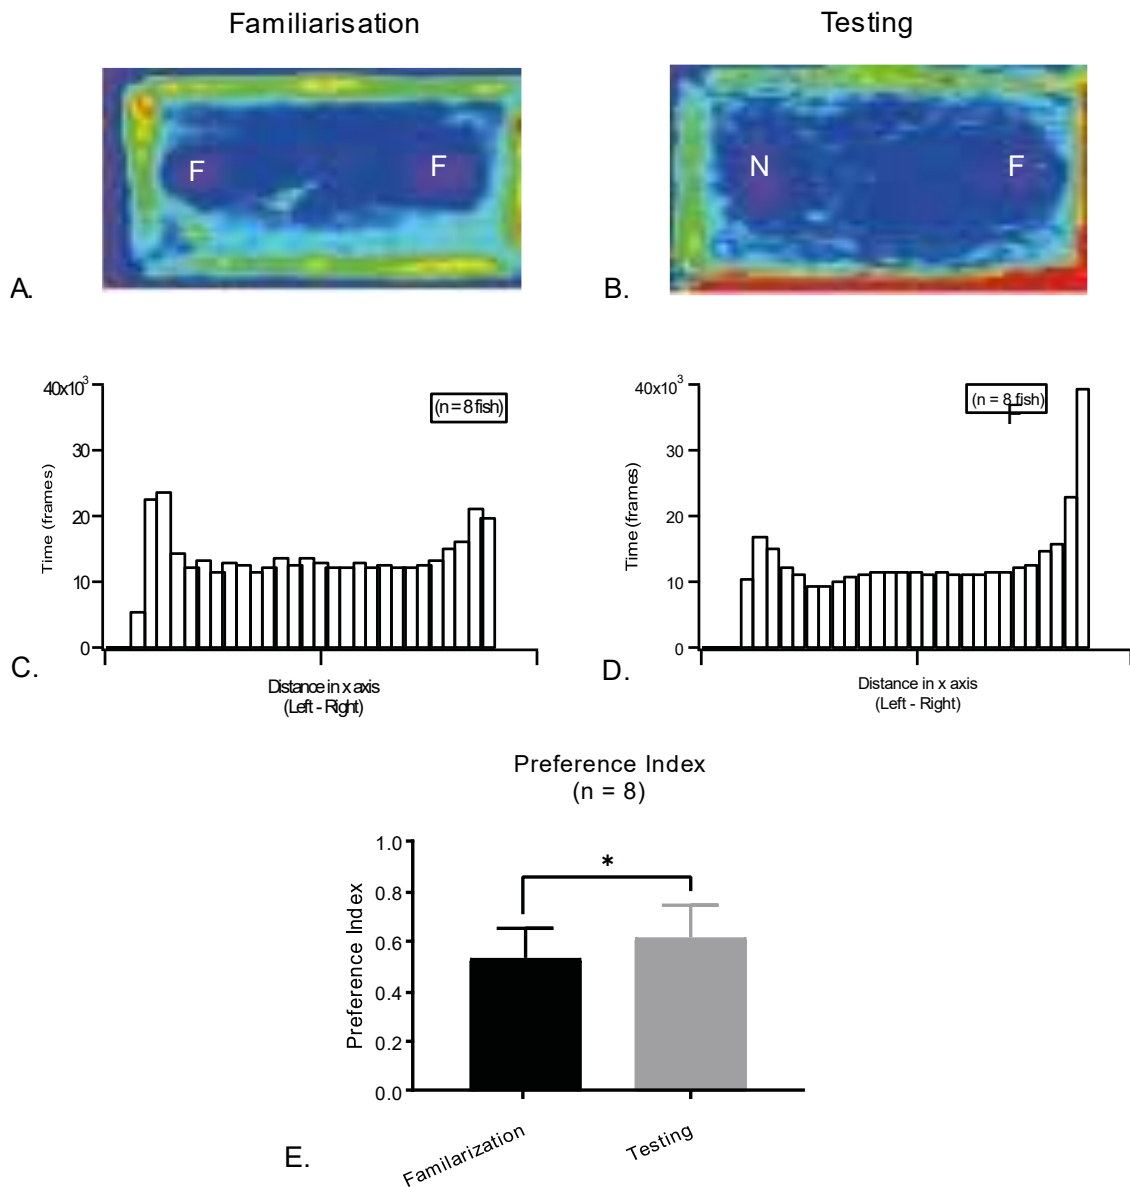 Familiarisation
Testing
F
F
N
F
A.
B.
40x10³
30
20
10
0
Time (frames)
(n = 8 fish)
Distance in x axis
(Left - Right)
C.
40x10³
30
20
10
0
Time (frames)
(n = 8 fish)
F
Distance in x axis
(Left - Right)
D.
Preference Index
(n = 8)
1.0
0.8
0.6
0.4
0.2
0.0
Preference Index
*
Familarization
Testing
E.